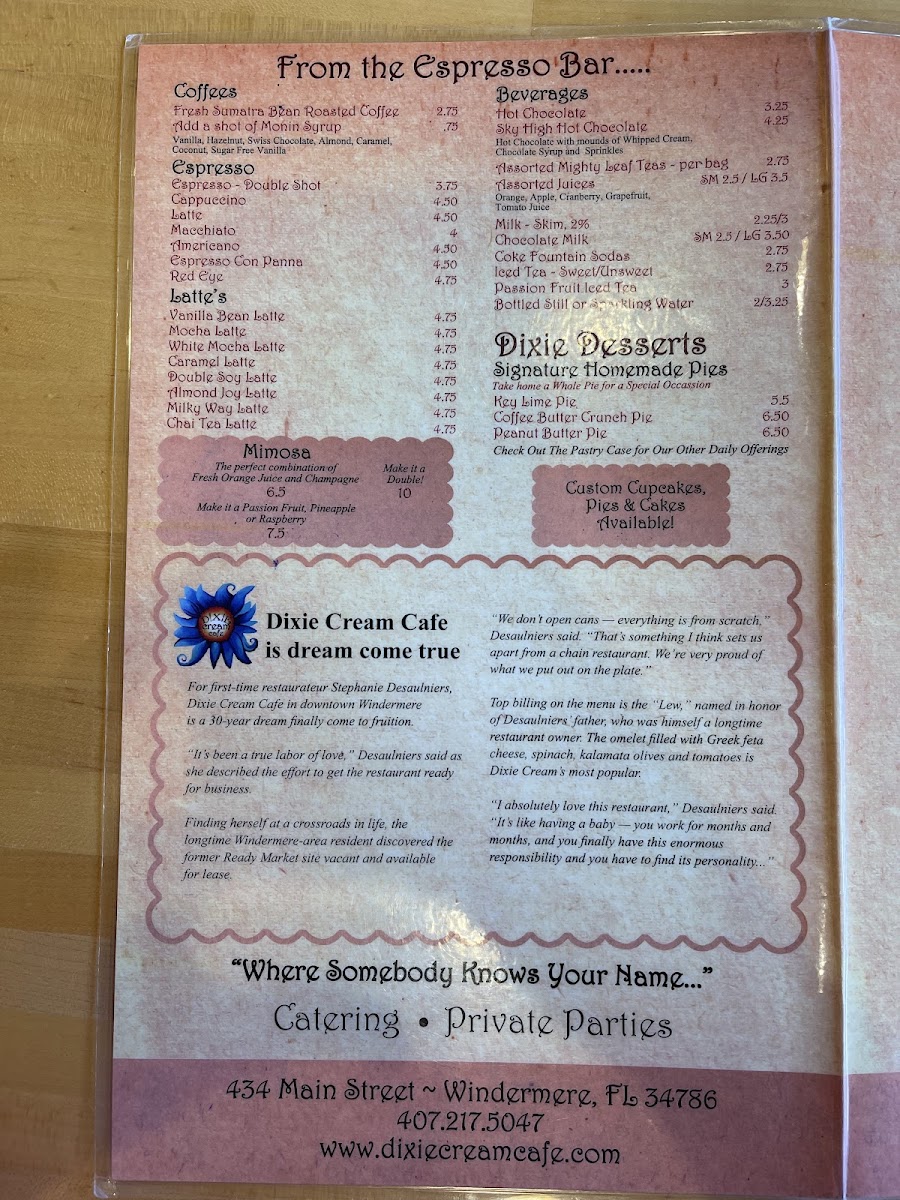 From the Espresso Bar.....
Coffees
Fresh Sumatra Bean Roasted Coffee 2.75
Add a shot of Monin Syrup .75
Vanilla, Hazelnut, Swiss Chocolate, Almond, Caramel,
Coconut, Sugar Free Vanilla
Espresso
Espresso - Double Shot 3.75
Cappuccino 4.50
Latte 4.50
Macchiato 4
Americano 4.50
Espresso Con Panna 4.50
Red Eye 4.75
Latte's
Vanilla Bean Latte 4.75
Mocha Latte 4.75
White Mocha Latte 4.75
Caramel Latte 4.75
Double Soy Latte 4.75
Almond Joy Latte 4.75
Milky Way Latte 4.75
Chai Tea Latte 4.75
Mimosa
The perfect combination of
Fresh Orange Juice and Champagne
6.5
Make it a
Double!
10
Make it a Passion Fruit, Pineapple
or Raspberry
7.5
Beverages
Hot Chocolate 3.25
Sky High Hot Chocolate 4.25
Hot Chocolate with mounds of Whipped Cream,
Chocolate Syrup and Sprinkles
Assorted Mighty Leaf Teas - per bag 2.75
Assorted Juices SM 2.5 / LG 3.5
Orange, Apple, Cranberry, Grapefruit,
Tomato Juice
Milk - Skim, 2% 2.25/3
Chocolate Milk SM 2.5 / LG 3.50
Coke Fountain Sodas 2.75
Iced Tea - Sweet/Unsweet 2.75
Passion Fruit Iced Tea 3
Bottled Still or Sparkling Water 2/3.25
Dixie Desserts
Signature Homemade Pies
Take home a Whole Pie for a Special Occassion
Key Lime Pie 5.5
Coffee Butter Crunch Pie 6.50
Peanut Butter Pie 6.50
Check Out The Pastry Case for Our Other Daily Offerings
Custom Cupcakes,
Pies & Cakes
Available!
Dixie
Cream
Cafe
Dixie Cream Cafe
is dream come true
For first-time restaurateur Stephanie Desaulniers,
Dixie Cream Cafe in downtown Windermere
is a 30-year dream finally come to fruition.
"It's been a true labor of love," Desaulniers said as
she described the effort to get the restaurant ready
for business.
Finding herself at a crossroads in life, the
longtime Windermere-area resident discovered the
former Ready Market site vacant and available
for lease.
"We don't open cans — everything is from scratch,"
Desaulniers said. "That's something I think sets us
apart from a chain restaurant. We're very proud of
what we put out on the plate."
Top billing on the menu is the "Lew," named in honor
of Desaulniers' father, who was himself a longtime
restaurant owner. The omelet filled with Greek feta
cheese, spinach, kalamata olives and tomatoes is
Dixie Cream's most popular.
"I absolutely love this restaurant," Desaulniers said.
"It's like having a baby — you work for months and
months, and you finally have this enormous
responsibility and you have to find its personality..."
"Where Somebody Knows Your Name..."
Catering • Private Parties
434 Main Street ~ Windermere, FL 34786
407.217.5047
www.dixiecreamcafe.com